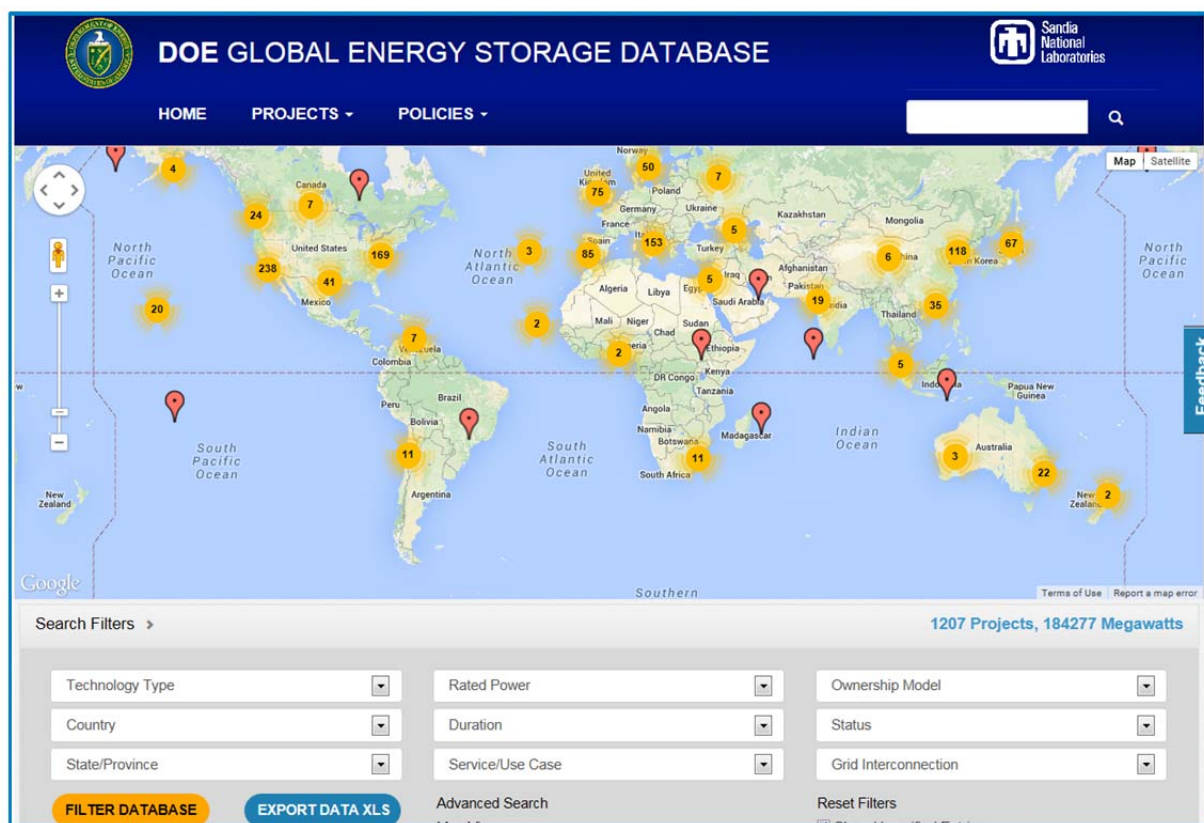 DOE GLOBAL ENERGY STORAGE DATABASE
Sandia
National
Laboratories
HOME PROJECTS POLICIES
Map Satellite
Norway
4
50
7
United
Kingdom
75
Poland
Canada
7
Germany
Ukraine
Kazakhstan
Mongolia
24
France
5
67
North
Pacific
Ocean
United States
169
North
Atlantic
Ocean
3
Spain
85
153
Turkey
6
118
North
Pacific
Ocean
238
41
5
Iraq
Afghanistan
Mexico
Algeria
Libya
Saudi Arabia
Pakistan
19
35
20
2
Mali
Niger
Chad
Sudan
Thailand
7
2
Ethiopia
Colombia
5
DR Congo
Kenya
Tanzania
Papua New
Guinea
Peru
Brazil
Angola
Bolivia
Namibia
Botswana
Madagascar
Indian
Ocean
Australia
South
Pacific
Ocean
11
South
Atlantic
Ocean
11
3
22
South Africa
New
Zealand
Argentina
New
Zealand
2
Feedback
Google
Southern
Terms of Use Report a map error
Search Filters
1207 Projects, 184277 Megawatts
Technology Type Rated Power Ownership Model
Country Duration Status
State/Province Service/Use Case Grid Interconnection
FILTER DATABASE EXPORT DATA XLS Advanced Search Reset Filters